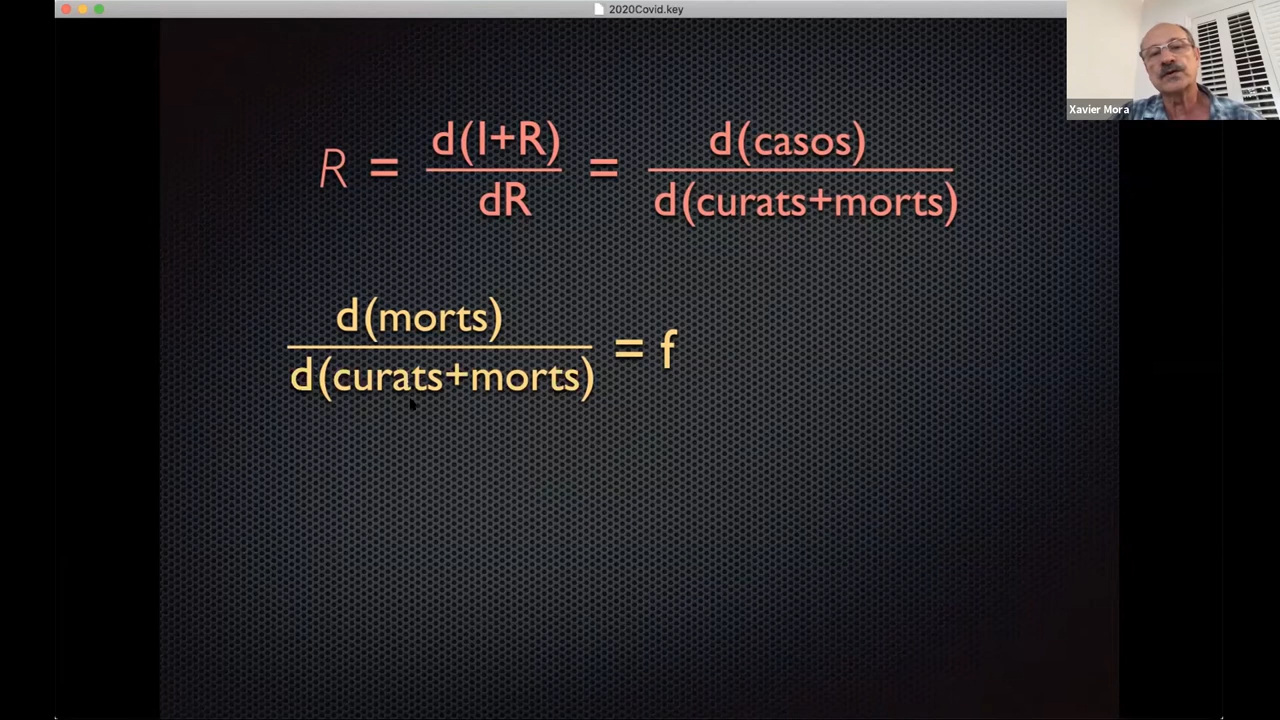 2020Covid.key
Xavier Mora
R = d(I+R)/dR = d(casos)/d(curats+morts)
d(morts)/d(curats+morts) = f